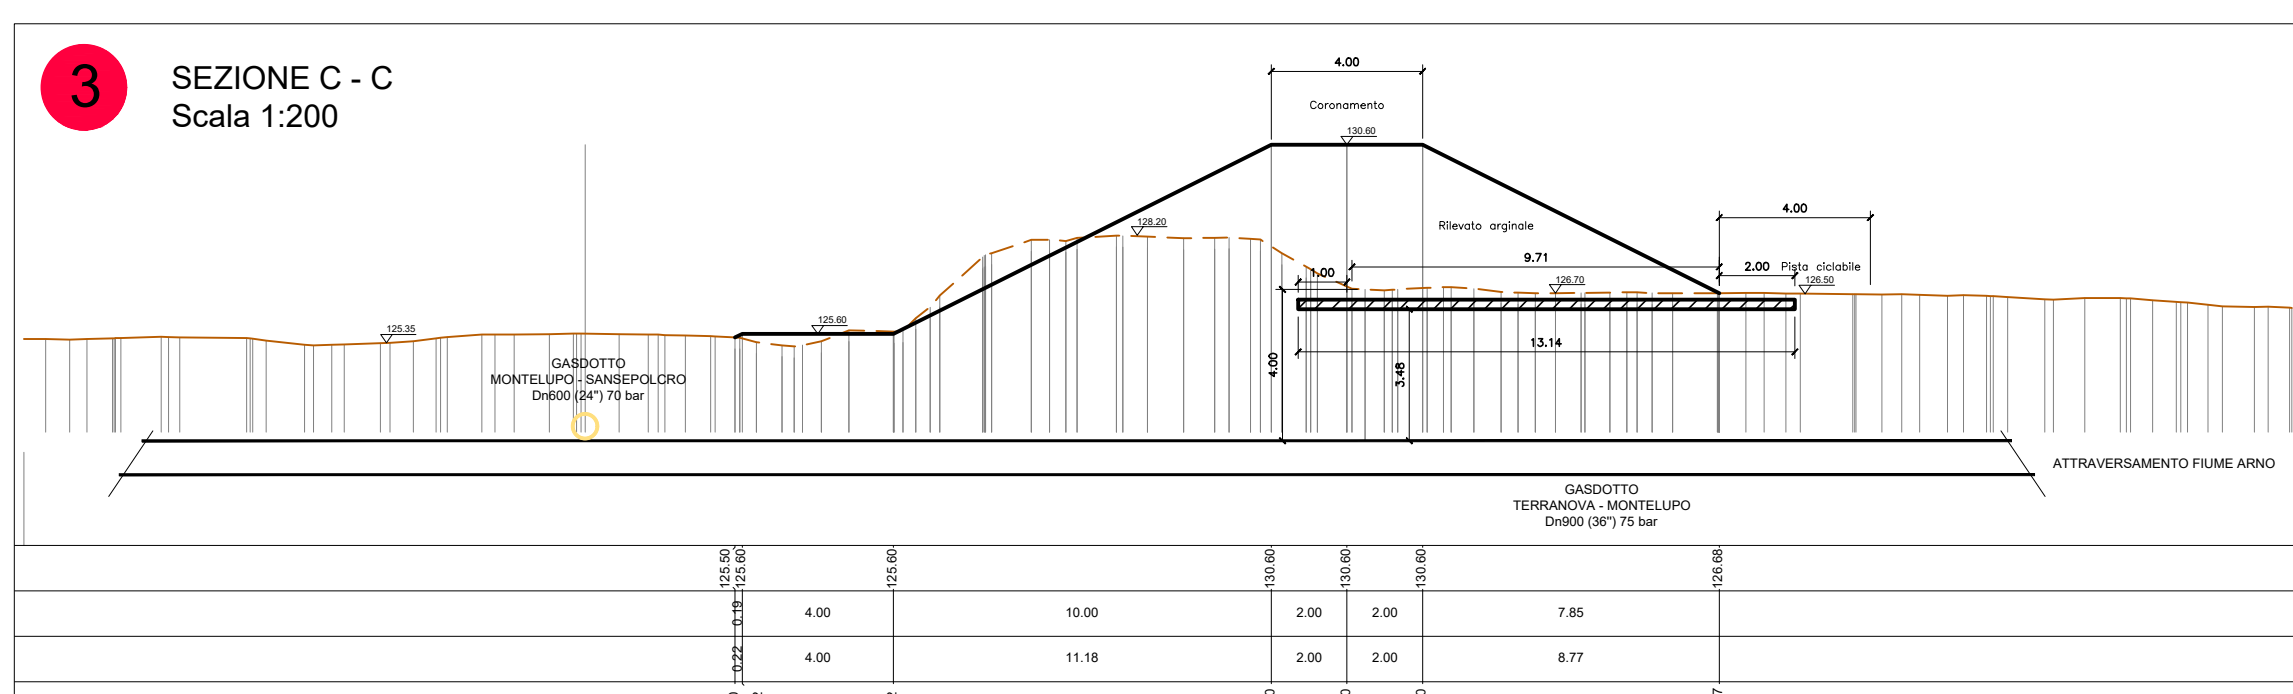 3
SEZIONE C - C
Scala 1:200
4.00
Coronamento
130.60
128.20
Rilevato arginale
4.00
9.71
1.00
2.00 Pista ciclabile
126.70
126.50
125.35
125.60
13.14
4.00
3.48
GASDOTTO
MONTELUPO - SANSEPOLCRO
Dn600 (24") 70 bar
ATTRAVERSAMENTO FIUME ARNO
GASDOTTO
TERRANOVA - MONTELUPO
Dn900 (36") 75 bar
125.50 125.60 125.60 130.60 130.60 130.60 126.68
0.19 4.00 10.00 2.00 2.00 7.85
0.22 4.00 11.18 2.00 2.00 8.77